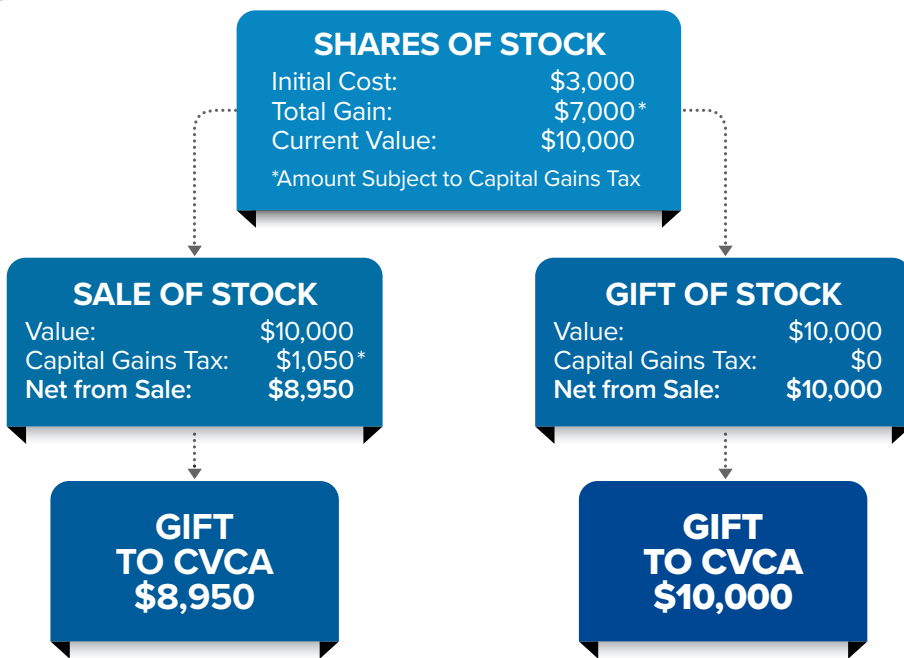 SHARES OF STOCK
Initial Cost: $3,000
Total Gain: $7,000*
Current Value: $10,000
*Amount Subject to Capital Gains Tax
SALE OF STOCK
Value: $10,000
Capital Gains Tax: $1,050*
Net from Sale: $8,950
GIFT OF STOCK
Value: $10,000
Capital Gains Tax: $0
Net from Sale: $10,000
GIFT
TO CVCA
$8,950
GIFT
TO CVCA
$10,000